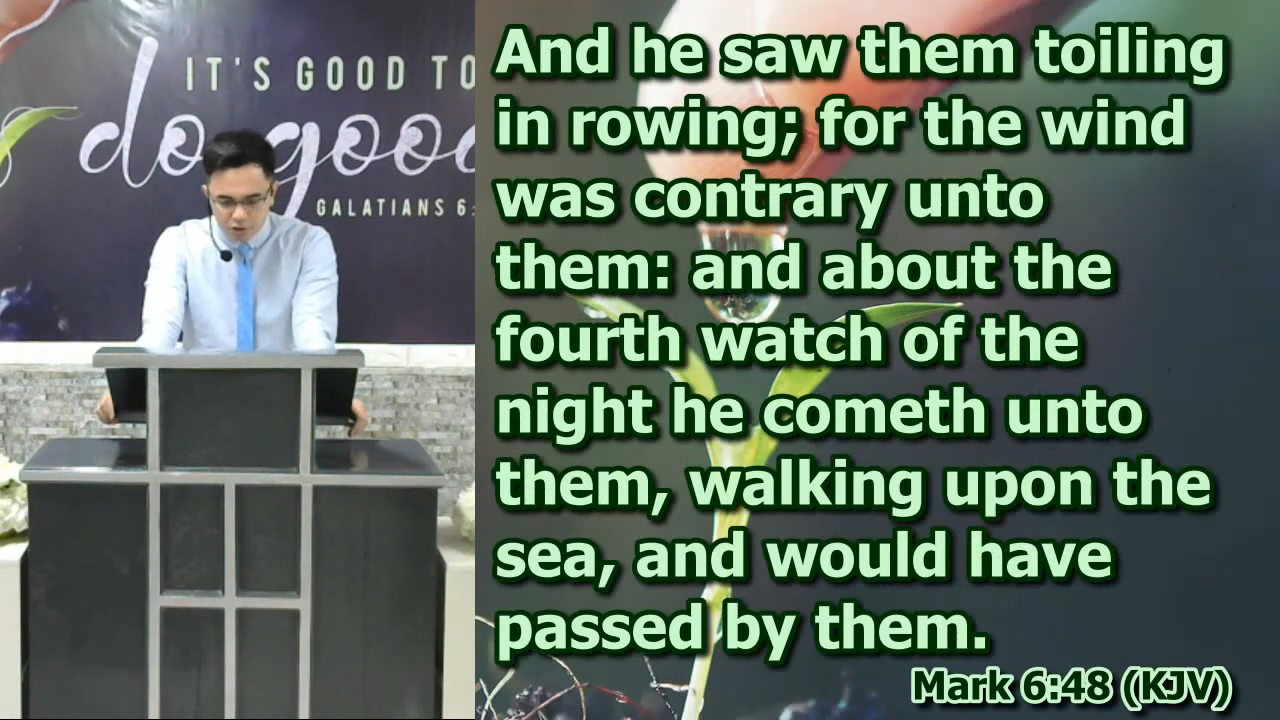 IT'S GOOD TO
do good
GALATIANS 6:
And he saw them toiling
in rowing; for the wind
was contrary unto
them: and about the
fourth watch of the
night he cometh unto
them, walking upon the
sea, and would have
passed by them.
Mark 6:48 (KJV)